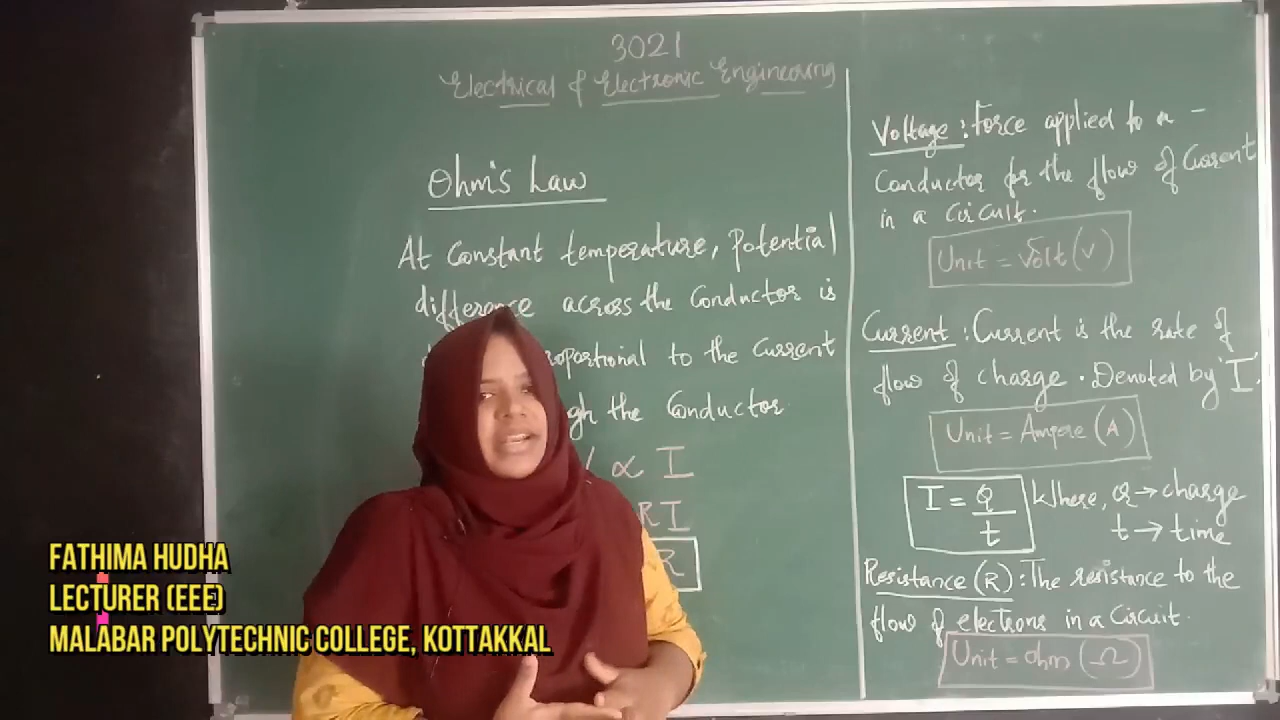 3021
Electrical & Electronic Engineering
Ohm's Law
At Constant temperature, Potential
difference across the Conductor is
to the Current
the Conductor
∝ I
RI
R
Voltage : Force applied to a -
Conductor for the flow of Current
in a Circuit.
Unit = Volt (V)
Current : Current is the rate of
flow of charge . Denoted by 'I'.
Unit = Ampere (A)
I = Q/t Where, Q → charge
t → time
Resistance (R) : The resistance to the
flow of electrons in a Circuit.
Unit = ohm (Ω)
FATHIMA HUDHA
LECTURER (EEE)
MALABAR POLYTECHNIC COLLEGE, KOTTAKKAL